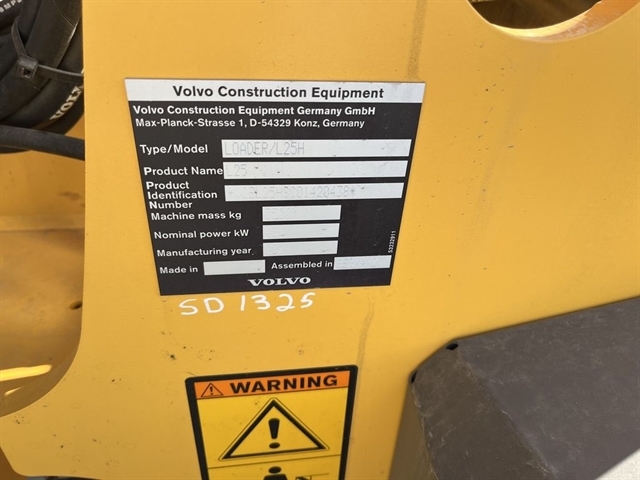 Volvo Construction Equipment
Volvo Construction Equipment Germany GmbH
Max-Planck-Strasse 1, D-54329 Konz, Germany
Type/Model LOADER/L25H
Product Name L25
Product Identification Number
Machine mass kg
Nominal power kW
Manufacturing year
Made in Assembled in
VOLVO
SD 1325
WARNING
VOLVO